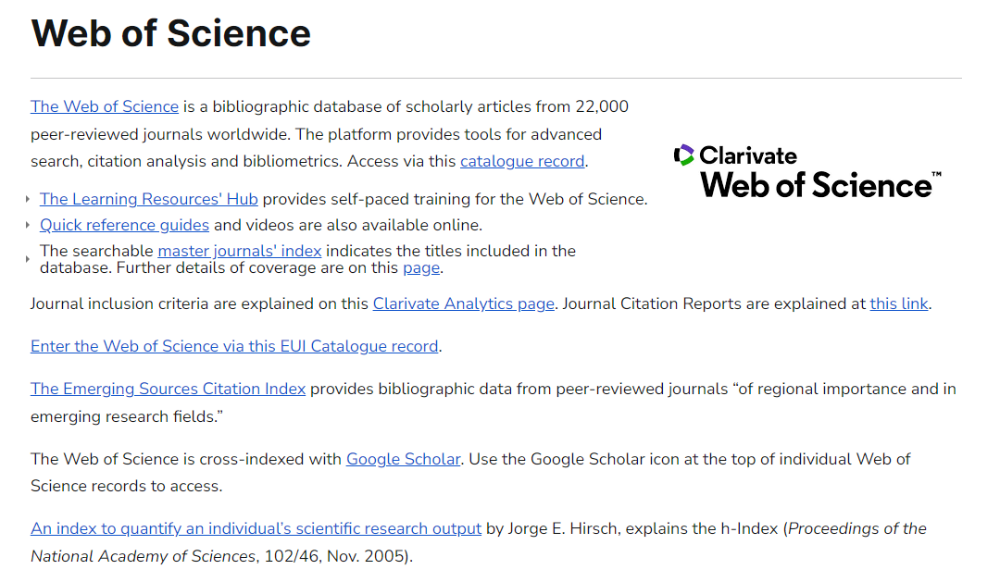 Web of Science
The Web of Science is a bibliographic database of scholarly articles from 22,000
peer-reviewed journals worldwide. The platform provides tools for advanced
search, citation analysis and bibliometrics. Access via this catalogue record.
Clarivate
Web of Science™
The Learning Resources' Hub provides self-paced training for the Web of Science.
Quick reference guides and videos are also available online.
The searchable master journals' index indicates the titles included in the
database. Further details of coverage are on this page.
Journal inclusion criteria are explained on this Clarivate Analytics page. Journal Citation Reports are explained at this link.
Enter the Web of Science via this EUI Catalogue record.
The Emerging Sources Citation Index provides bibliographic data from peer-reviewed journals “of regional importance and in
emerging research fields.”
The Web of Science is cross-indexed with Google Scholar. Use the Google Scholar icon at the top of individual Web of
Science records to access.
An index to quantify an individual’s scientific research output by Jorge E. Hirsch, explains the h-Index (Proceedings of the
National Academy of Sciences, 102/46, Nov. 2005).